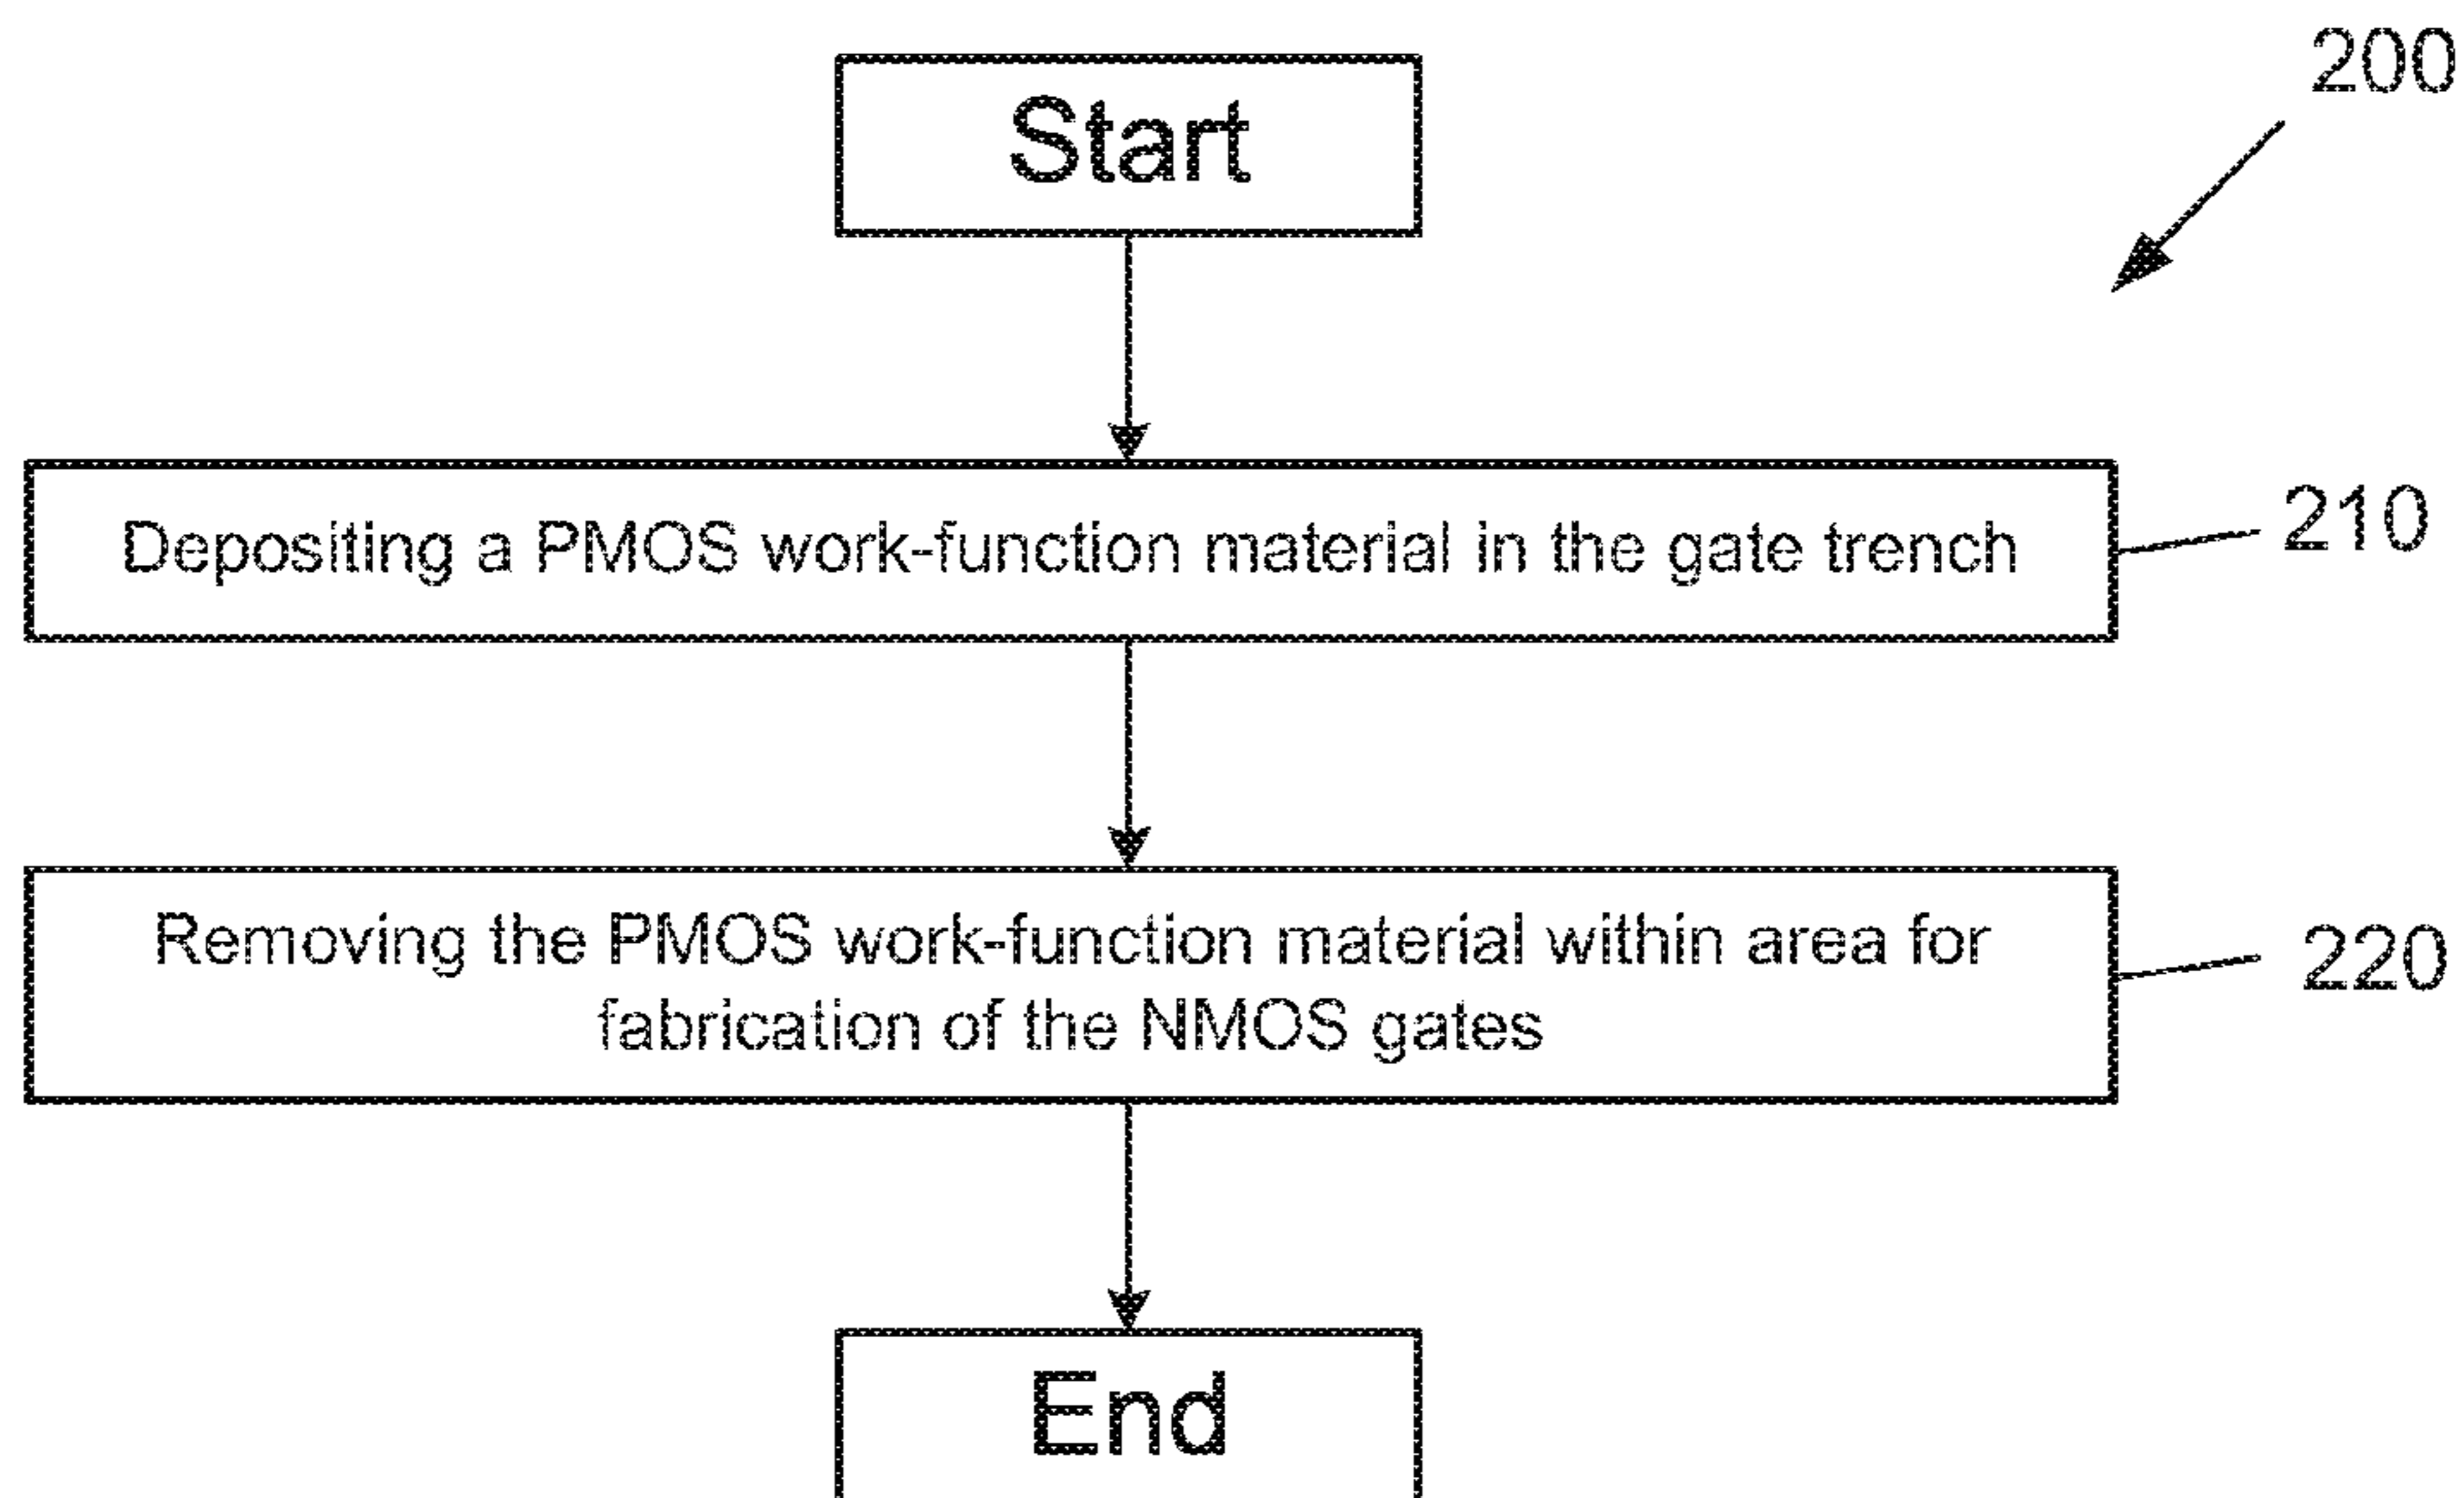 200
Start
Depositing a PMOS work-function material in the gate trench
210
Removing the PMOS work-function material within area for
fabrication of the NMOS gates
220
End